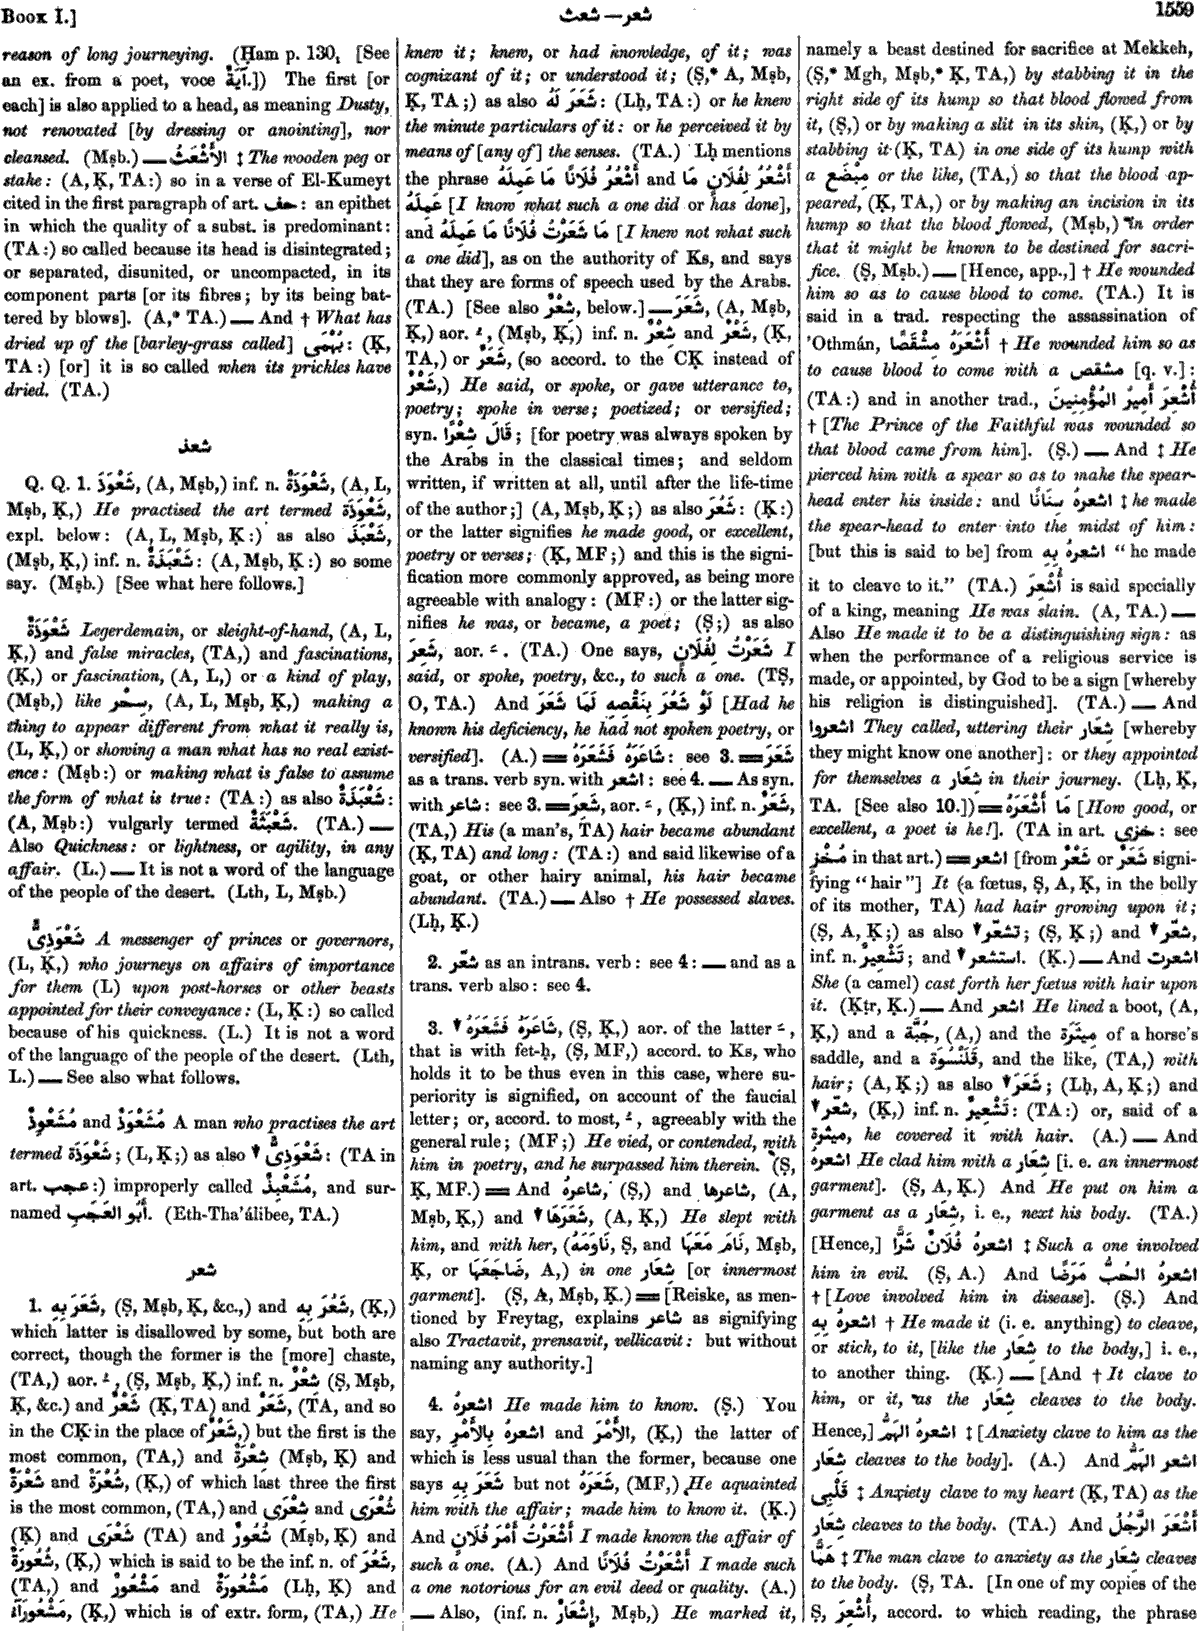 Book I.]
شعر — شعث
1559
reason of long journeying. (Ḥam p. 130, [See
an ex. from a poet, voce آيَةٌ.]) The first [or
each] is also applied to a head, as meaning Dusty,
not renovated [by dressing or anointing], nor
cleansed. (Mṣb.) — الأَشْعَثُ ‡ The wooden peg or
stake: (A, Ḳ, TA:) so in a verse of El-Kumeyt
cited in the first paragraph of art. حف : an epithet
in which the quality of a subst. is predominant:
(TA:) so called because its head is disintegrated;
or separated, disunited, or uncompacted, in its
component parts [or its fibres; by its being bat-
tered by blows]. (A,* TA.) — And † What has
dried up of the [barley-grass called] بُهْمَى: (Ḳ,
TA:) [or] it is so called when its prickles have
dried. (TA.)
شعذ
Q. Q. 1. شَعْوَذَ, (A, Mṣb,) inf. n. شَعْوَذَةٌ, (A, L,
Mṣb, Ḳ,) He practised the art termed شَعْوَذَة,
expl. below: (A, L, Mṣb, Ḳ:) as also شَعْبَذَ,
(Mṣb, Ḳ,) inf. n. شَعْبَذَةٌ: (A, Mṣb, Ḳ:) so some
say. (Mṣb.) [See what here follows.]
شَعْوَذَةٌ Legerdemain, or sleight-of-hand, (A, L,
Ḳ,) and false miracles, (TA,) and fascinations,
(Ḳ,) or fascination, (A, L,) or a kind of play,
(Mṣb,) like سِحْر, (A, L, Mṣb, Ḳ,) making a
thing to appear different from what it really is,
(L, Ḳ,) or showing a man what has no real exist-
ence: (Mṣb:) or making what is false to assume
the form of what is true: (TA:) as also شَعْبَذَةٌ:
(A, Mṣb:) vulgarly termed شَعْبَثَةٌ. (TA.) —
Also Quickness: or lightness, or agility, in any
affair. (L.) — It is not a word of the language
of the people of the desert. (Lth, L, Mṣb.)
شَعْوَذِىٌّ A messenger of princes or governors,
(L, Ḳ,) who journeys on affairs of importance
for them (L) upon post-horses or other beasts
appointed for their conveyance: (L, Ḳ:) so called
because of his quickness. (L.) It is not a word
of the language of the people of the desert. (Lth,
L.) — See also what follows.
مُشَعْوِذٌ and مُشَعْوَذٌ A man who practises the art
termed شَعْوَذَة; (L, Ḳ;) as also ▼ شَعْوَذِىٌّ: (TA in
art. عجب:) improperly called مُشَعْبِذٌ, and sur-
named أَبُو العَجَبِ. (Eth-Tha'álibee, TA.)
شعر
1. شَعَرَ بِهِ, (Ṣ, Mṣb, Ḳ, &c.,) and شَعُرَ بِهِ, (Ḳ,)
which latter is disallowed by some, but both are
correct, though the former is the [more] chaste,
(TA,) aor. ـُ, (Ṣ, Mṣb, Ḳ,) inf. n. شِعْرٌ (Ṣ, Mṣb,
Ḳ, &c.) and شَعْرٌ (Ḳ, TA) and شَعَرٌ, (TA, and so
in the CḲ in the place of شَعْرٌ,) but the first is the
most common, (TA,) and شِعْرَةٌ (Mṣb, Ḳ) and
شَعْرَةٌ and شُعْرَةٌ, (Ḳ,) of which last three the first
is the most common, (TA,) and شِعْرَى and شُعْرَى
(Ḳ) and شَعْرَى (TA) and شُعُورٌ (Mṣb, Ḳ) and
شُعُورَةٌ, (Ḳ,) which is said to be the inf. n. of شَعُرَ,
(TA,) and مَشْعُورٌ and مَشْعُورَةٌ (Lḥ, Ḳ) and
مَشْعُورَآءُ, (Ḳ,) which is of extr. form, (TA,) He
knew it; knew, or had knowledge, of it; was
cognizant of it; or understood it; (Ṣ,* A, Mṣb,
Ḳ, TA;) as also شَعَرَ لَهُ: (Lḥ, TA:) or he knew
the minute particulars of it: or he perceived it by
means of [any of] the senses. (TA.) Lḥ mentions
the phrase أَشْعُرُ فُلَانًا مَا عَمِلَهُ and أَشْعُرُ لِفُلَانٍ مَا
عَمِلَهُ [I know what such a one did or has done],
and مَا شَعَرْتُ فُلَانًا مَا عَمِلَهُ [I knew not what such
a one did], as on the authority of Ks, and says
that they are forms of speech used by the Arabs.
(TA.) [See also شِعْرٌ, below.] — شَعَرَ, (A, Mṣb,
Ḳ,) aor. ـُ, (Mṣb, Ḳ,) inf. n. شِعْرٌ and شَعْرٌ, (Ḳ,
TA,) or شَعَرٌ, (so accord. to the CḲ instead of
شَعْرٌ,) He said, or spoke, or gave utterance to,
poetry; spoke in verse; poetized; or versified;
syn. قَالَ شِعْرًا; [for poetry was always spoken by
the Arabs in the classical times; and seldom
written, if written at all, until after the life-time
of the author;] (A, Mṣb, Ḳ;) as also شَعُرَ: (Ḳ:)
or the latter signifies he made good, or excellent,
poetry or verses; (Ḳ, MF;) and this is the signi-
fication more commonly approved, as being more
agreeable with analogy: (MF:) or the latter sig-
nifies he was, or became, a poet; (Ṣ;) as also
شَعَرَ, aor. ـَ. (TA.) One says, شَعَرْتُ لِفُلَانٍ I
said, or spoke, poetry, &c., to such a one. (TṢ,
O, TA.) And لَوْ شَعَرَ بِنَقْصِهِ لَمَا شَعَرَ [Had he
known his deficiency, he had not spoken poetry, or
versified]. (A.) = شَاعَرَهُ فَشَعَرَهُ: see 3. = شَعَرَ
as a trans. verb syn. with اشعر: see 4. — As syn.
with شاعر: see 3. = شَعِرَ, aor. ـَ, (Ḳ,) inf. n. شَعَرٌ,
(TA,) His (a man's, TA) hair became abundant
(Ḳ, TA) and long: (TA:) and said likewise of a
goat, or other hairy animal, his hair became
abundant. (TA.) — Also † He possessed slaves.
(Lḥ, Ḳ.)
2. شعّر as an intrans. verb: see 4: — and as a
trans. verb also: see 4.
3. ▼ شَاعَرَهُ فَشَعَرَهُ, (Ṣ, Ḳ,) aor. of the latter ـَ,
that is with fet-ḥ, (Ṣ, MF,) accord. to Ks, who
holds it to be thus even in this case, where su-
periority is signified, on account of the faucial
letter; or, accord. to most, ـُ, agreeably with the
general rule; (MF;) He vied, or contended, with
him in poetry, and he surpassed him therein. (Ṣ,
Ḳ, MF.) = And شاعرهُ, (Ṣ,) and شاعرها, (A,
Mṣb, Ḳ,) and ▼ شَعَرَهَا, (A, Ḳ,) He slept with
him, and with her, (نَاوَمَهُ, Ṣ, and نَامَ مَعَهَا, Mṣb,
Ḳ, or ضَاجَعَهَا, A,) in one شِعَار [or innermost
garment]. (Ṣ, A, Mṣb, Ḳ.) = [Reiske, as men-
tioned by Freytag, explains شاعر as signifying
also Tractavit, prensavit, vellicavit: but without
naming any authority.]
4. اشعرهُ He made him to know. (Ṣ.) You
say, اشعرهُ بِالأَمْرِ and اشعرهُ الأَمْرَ, (Ḳ,) the latter of
which is less usual than the former, because one
says شَعَرَ بِهِ but not شَعَرَهُ, (MF,) He acquainted
him with the affair; made him to know it. (Ḳ.)
And أَشْعَرْتُ أَمْرَ فُلَانٍ I made known the affair of
such a one. (A.) And أَشْعَرْتُ فُلَانًا I made such
a one notorious for an evil deed or quality. (A.)
— Also, (inf. n. إِشْعَارٌ, Mṣb,) He marked it,
namely a beast destined for sacrifice at Mekkeh,
(Ṣ,* Mgh, Mṣb,* Ḳ, TA,) by stabbing it in the
right side of its hump so that blood flowed from
it, (Ṣ,) or by making a slit in its skin, (Ḳ,) or by
stabbing it (Ḳ, TA) in one side of its hump with
a مِبْضَع or the like, (TA,) so that the blood ap-
peared, (Ḳ, TA,) or by making an incision in its
hump so that the blood flowed, (Mṣb,) in order
that it might be known to be destined for sacri-
fice. (Ṣ, Mṣb.) — [Hence, app.,] † He wounded
him so as to cause blood to come. (TA.) It is
said in a trad. respecting the assassination of
'Othmán, أَشْعَرَهُ مِشْقَصًا † He wounded him so as
to cause blood to come with a مشقص [q. v.]:
(TA:) and in another trad., أُشْعِرَ أَمِيرُ المُؤْمِنِينَ
† [The Prince of the Faithful was wounded so
that blood came from him]. (Ṣ.) — And ‡ He
pierced him with a spear so as to make the spear-
head enter his inside: and اشعرهُ سِنَانًا ‡ he made
the spear-head to enter into the midst of him:
[but this is said to be] from اشعرهُ بِهِ "he made
it to cleave to it." (TA.) أُشْعِرَ is said specially
of a king, meaning He was slain. (A, TA.) —
Also He made it to be a distinguishing sign: as
when the performance of a religious service is
made, or appointed, by God to be a sign [whereby
his religion is distinguished]. (TA.) — And
اشعروا They called, uttering their شِعَار [whereby
they might know one another]: or they appointed
for themselves a شِعَار in their journey. (Lḥ, Ḳ,
TA. [See also 10.]) = مَا أَشْعَرَهُ [How good, or
excellent, a poet is he!]. (TA in art. خزى: see
مُخْزٍ in that art.) = اشعر [from شَعَرٌ or شَعْرٌ signi-
fying "hair"] It (a fœtus, Ṣ, A, Ḳ, in the belly
of its mother, TA) had hair growing upon it;
(Ṣ, A, Ḳ;) as also ▼ تشعّر; (Ṣ, Ḳ;) and ▼ شعّر,
inf. n. تَشْعِيرٌ; and ▼ استشعر. (Ḳ.) — And اشعرت
She (a camel) cast forth her fœtus with hair upon
it. (Ḳṭr, Ḳ.) — And اشعر He lined a boot, (A,
Ḳ,) and a جُبَّة, (A,) and the مِيثَرَة of a horse's
saddle, and a قَلَنْسُوَة, and the like, (TA,) with
hair; (A, Ḳ;) as also ▼ شَعَرَ; (Lḥ, A, Ḳ;) and
▼ شعّر, (Ḳ,) inf. n. تَشْعِيرٌ: (TA:) or, said of a
ميثرة, he covered it with hair. (A.) — And
اشعرهُ He clad him with a شِعَار [i. e. an innermost
garment]. (Ṣ, A, Ḳ.) And He put on him a
garment as a شِعَار, i. e., next his body. (TA.)
[Hence,] اشعرهُ فُلَانٌ شَرًّا ‡ Such a one involved
him in evil. (Ṣ, A.) And اشعرهُ الحُبُّ مَرَضًا
† [Love involved him in disease]. (Ṣ.) And
اشعرهُ بِهِ † He made it (i. e. anything) to cleave,
or stick, to it, [like the شِعَار to the body,] i. e.,
to another thing. (Ḳ.) — [And † It clave to
him, or it, as the شِعَار cleaves to the body.
Hence,] اشعرهُ الهَمُّ ‡ [Anxiety clave to him as the
شِعَار cleaves to the body]. (A.) And اشعر الهَمُّ
قَلْبِى ‡ Anxiety clave to my heart (Ḳ, TA) as the
شِعَار cleaves to the body. (TA.) And أَشْعَرَ الرَّجُلُ
هَمًّا ‡ The man clave to anxiety as the شِعَار cleaves
to the body. (Ṣ, TA. [In one of my copies of the
Ṣ, أُشْعِرَ, accord. to which reading, the phrase